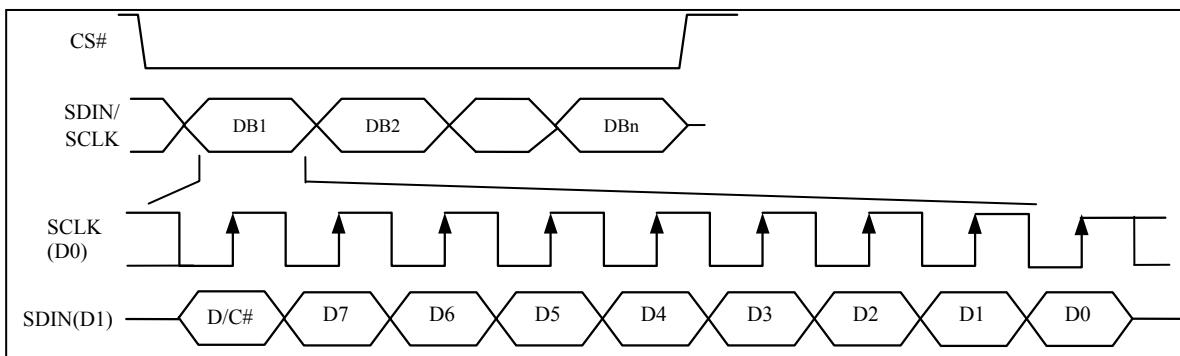 CS#
SDIN/
SCLK
DB1 DB2 DBn
SCLK
(D0)
SDIN(D1) D/C# D7 D6 D5 D4 D3 D2 D1 D0